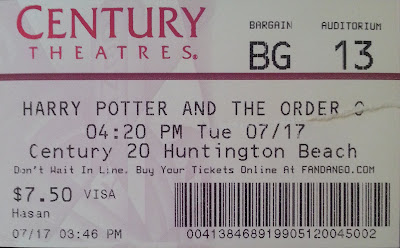 CENTURY
THEATRES®
BARGAIN AUDITORIUM
BG 13
HARRY POTTER AND THE ORDER O
04:20 PM Tue 07/17
Century 20 Huntington Beach
Don't Wait In Line. Buy Your Tickets Online At FANDANGO.COM
$7.50 VISA
Hasan
07/17 03:46 PM 00413846891990512004​5002